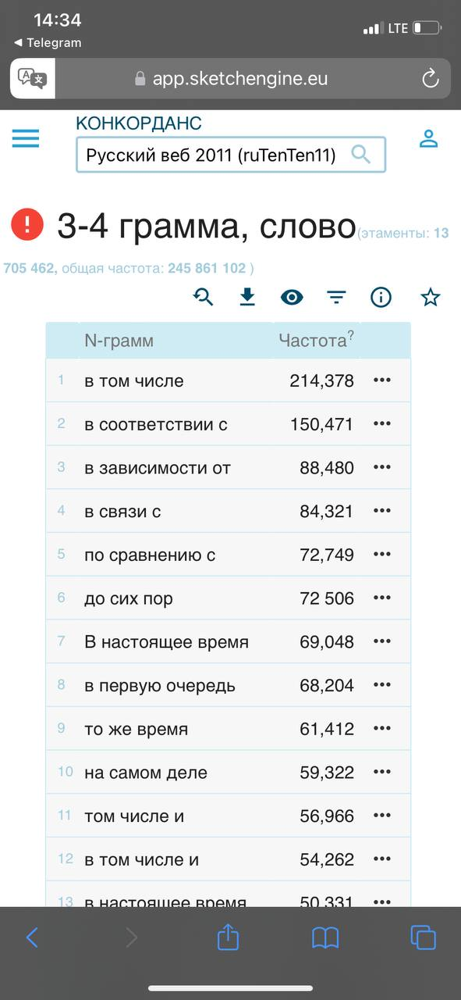 14:34
LTE
◀ Telegram
app.sketchengine.eu
КОНКОРДАНС
Русский веб 2011 (ruTenTen11)
3-4 грамма, слово (этаменты: 13
705 462, общая частота: 245 861 102 )
N-грамм Частота?
1 в том числе 214,378 •••
2 в соответствии с 150,471 •••
3 в зависимости от 88,480 •••
4 в связи с 84,321 •••
5 по сравнению с 72,749 •••
6 до сих пор 72 506 •••
7 В настоящее время 69,048 •••
8 в первую очередь 68,204 •••
9 то же время 61,412 •••
10 на самом деле 59,322 •••
11 том числе и 56,966 •••
12 в том числе и 54,262 •••
13 в настоящее время 50,331 •••